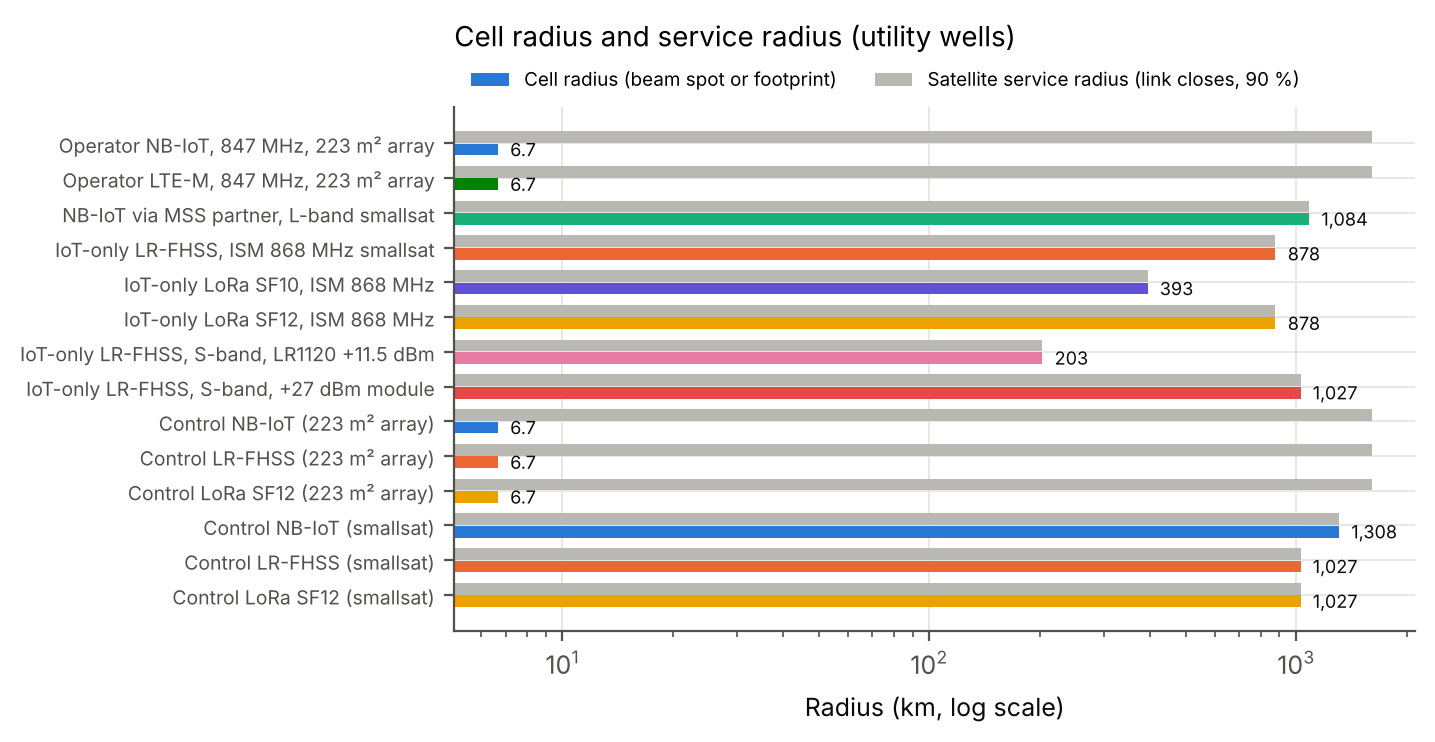 Cell radius and service radius (utility wells)
Cell radius (beam spot or footprint)
Satellite service radius (link closes, 90 %)
Operator NB-IoT, 847 MHz, 223 m² array
6.7
Operator LTE-M, 847 MHz, 223 m² array
6.7
NB-IoT via MSS partner, L-band smallsat
1,084
IoT-only LR-FHSS, ISM 868 MHz smallsat
878
IoT-only LoRa SF10, ISM 868 MHz
393
IoT-only LoRa SF12, ISM 868 MHz
878
IoT-only LR-FHSS, S-band, LR1120 +11.5 dBm
203
IoT-only LR-FHSS, S-band, +27 dBm module
1,027
Control NB-IoT (223 m² array)
6.7
Control LR-FHSS (223 m² array)
6.7
Control LoRa SF12 (223 m² array)
6.7
Control NB-IoT (smallsat)
1,308
Control LR-FHSS (smallsat)
1,027
Control LoRa SF12 (smallsat)
1,027
10¹ 10² 10³
Radius (km, log scale)